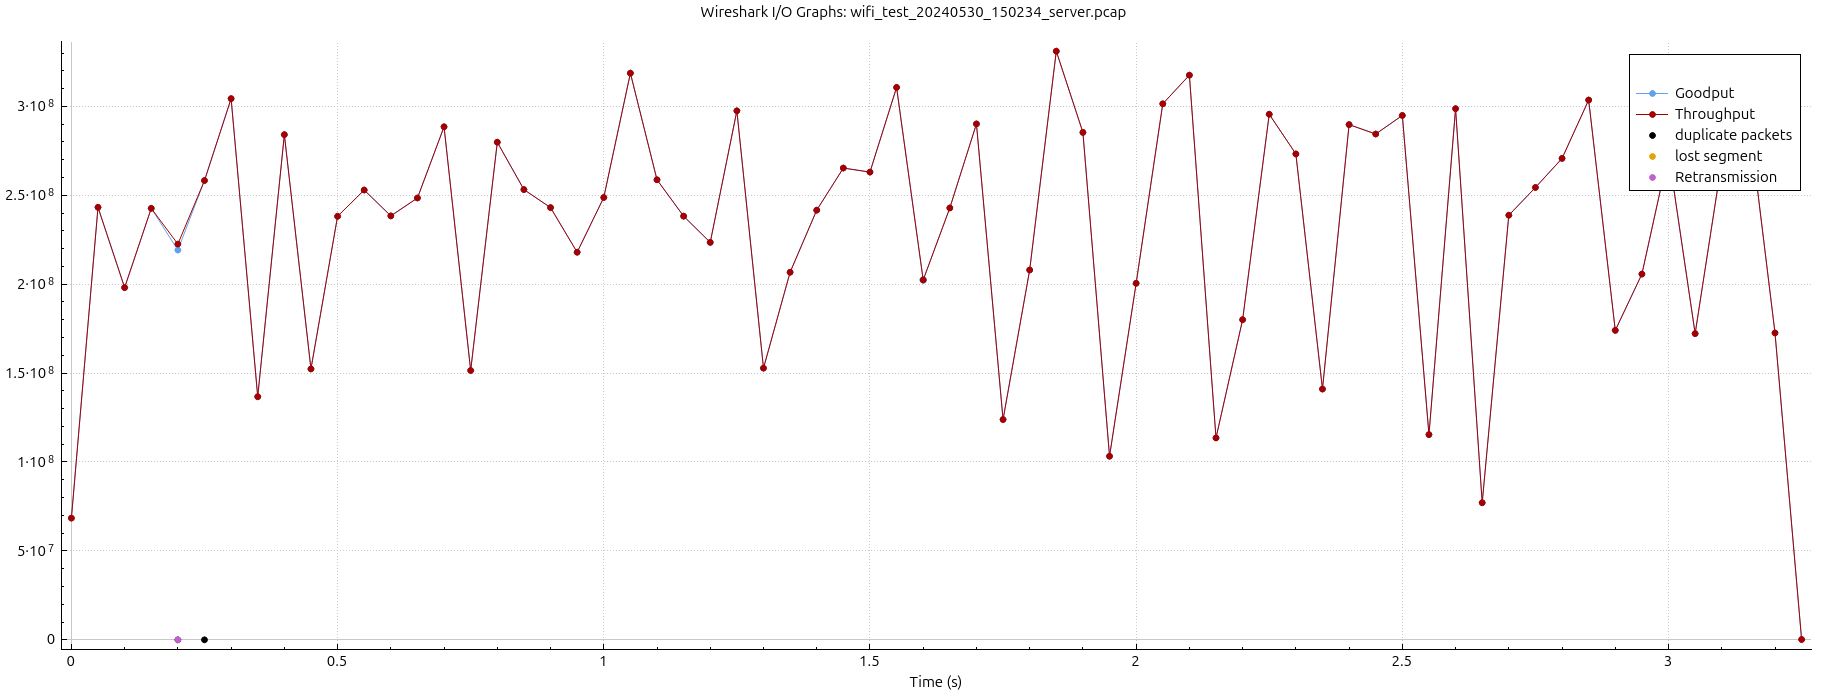 Wireshark I/O Graphs: wifi_test_20240530_150234_server.pcap
3·10⁸
2.5·10⁸
2·10⁸
1.5·10⁸
1·10⁸
5·10⁷
0
Goodput
Throughput
duplicate packets
lost segment
Retransmission
0 0.5 1 1.5 2 2.5 3
Time (s)